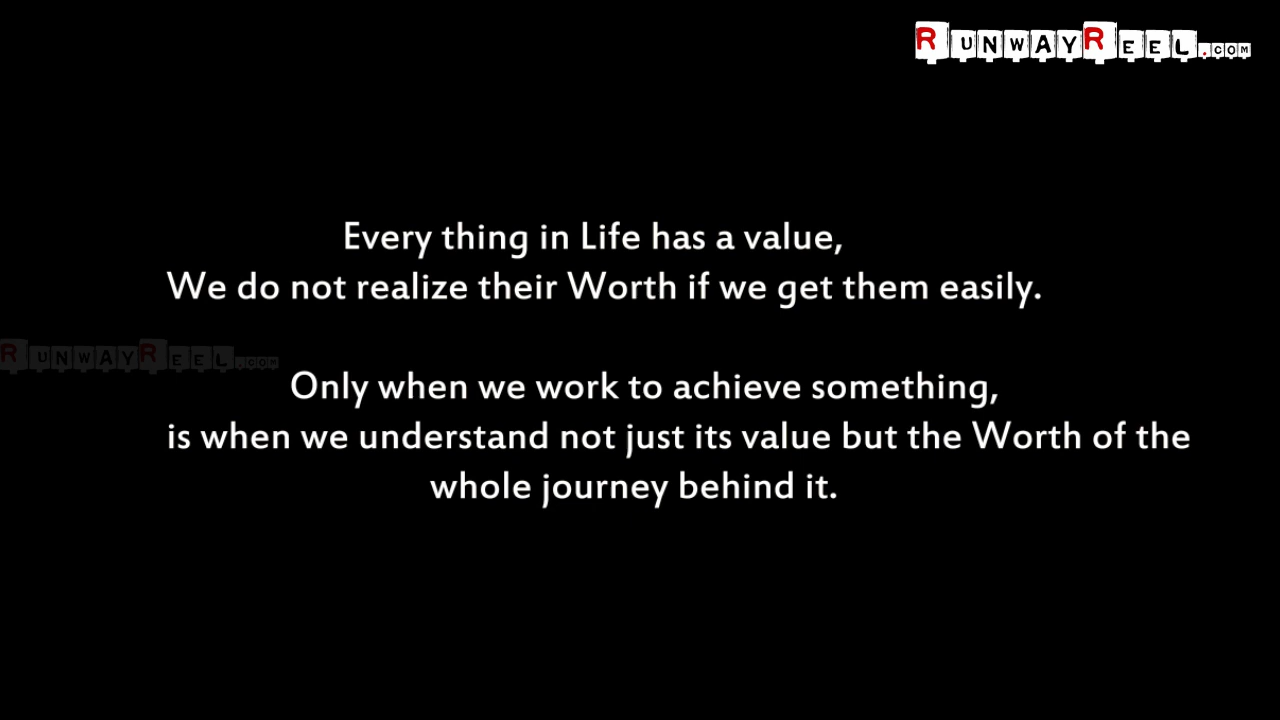 RUNWAYREEL.COM
Every thing in Life has a value,
We do not realize their Worth if we get them easily.
RUNWAYREEL.COM
Only when we work to achieve something,
is when we understand not just its value but the Worth of the
whole journey behind it.